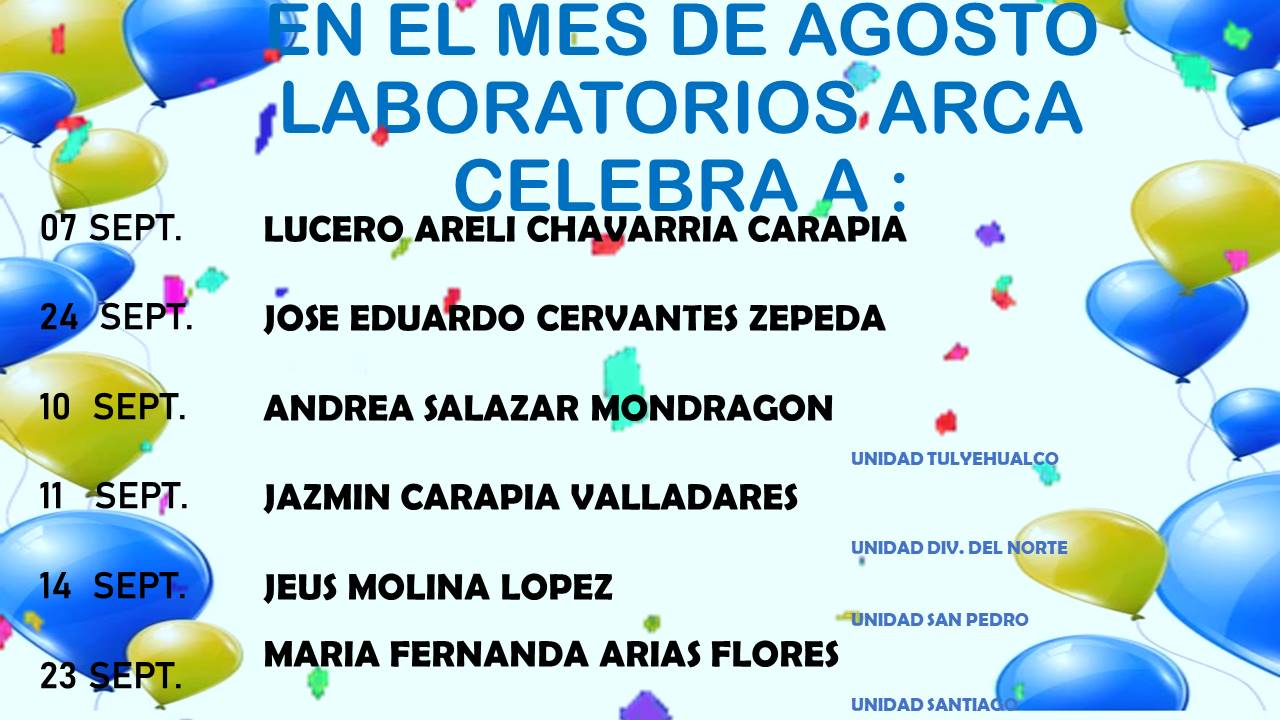 EN EL MES DE AGOSTO
LABORATORIOS ARCA
CELEBRA A :
07 SEPT. LUCERO ARELI CHAVARRIA CARAPIA
24 SEPT. JOSE EDUARDO CERVANTES ZEPEDA
10 SEPT. ANDREA SALAZAR MONDRAGON
UNIDAD TULYEHUALCO
11 SEPT. JAZMIN CARAPIA VALLADARES
UNIDAD DIV. DEL NORTE
14 SEPT. JEUS MOLINA LOPEZ
UNIDAD SAN PEDRO
23 SEPT. MARIA FERNANDA ARIAS FLORES
UNIDAD SANTIAGO